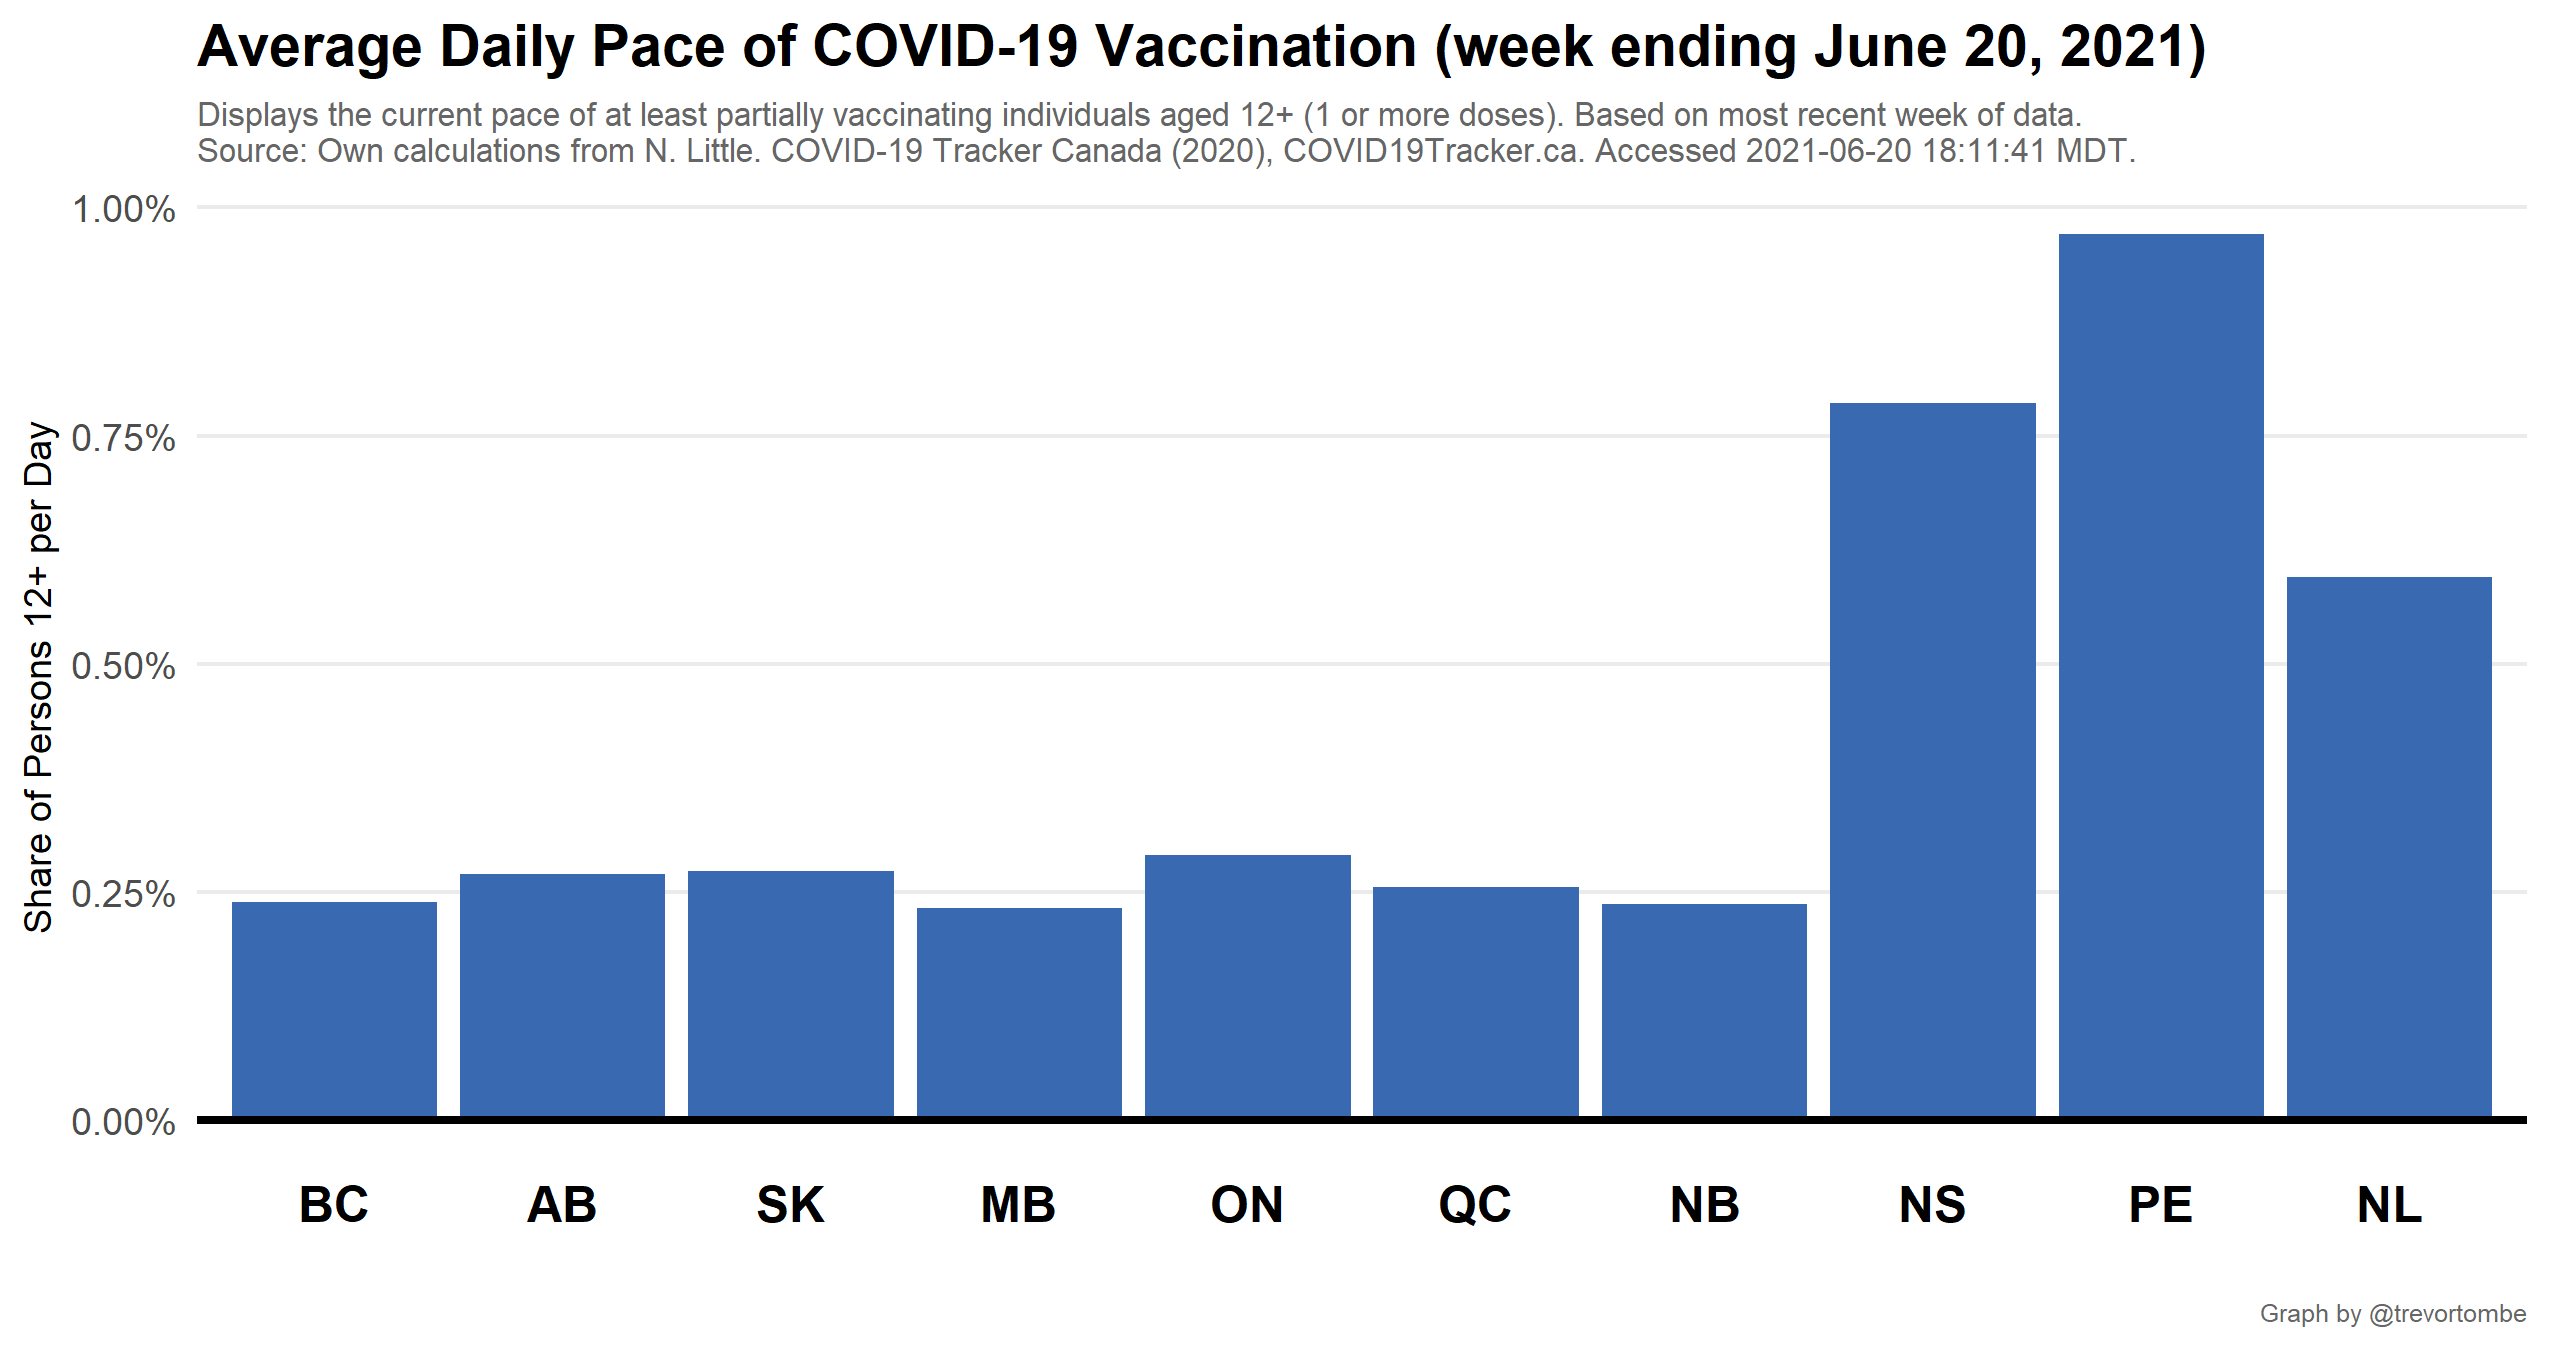 Average Daily Pace of COVID-19 Vaccination (week ending June 20, 2021)
Displays the current pace of at least partially vaccinating individuals aged 12+ (1 or more doses). Based on most recent week of data.
Source: Own calculations from N. Little. COVID-19 Tracker Canada (2020), COVID19Tracker.ca. Accessed 2021-06-20 18:11:41 MDT.
Share of Persons 12+ per Day
1.00%
0.75%
0.50%
0.25%
0.00%
BC AB SK MB ON QC NB NS PE NL
Graph by @trevortombe